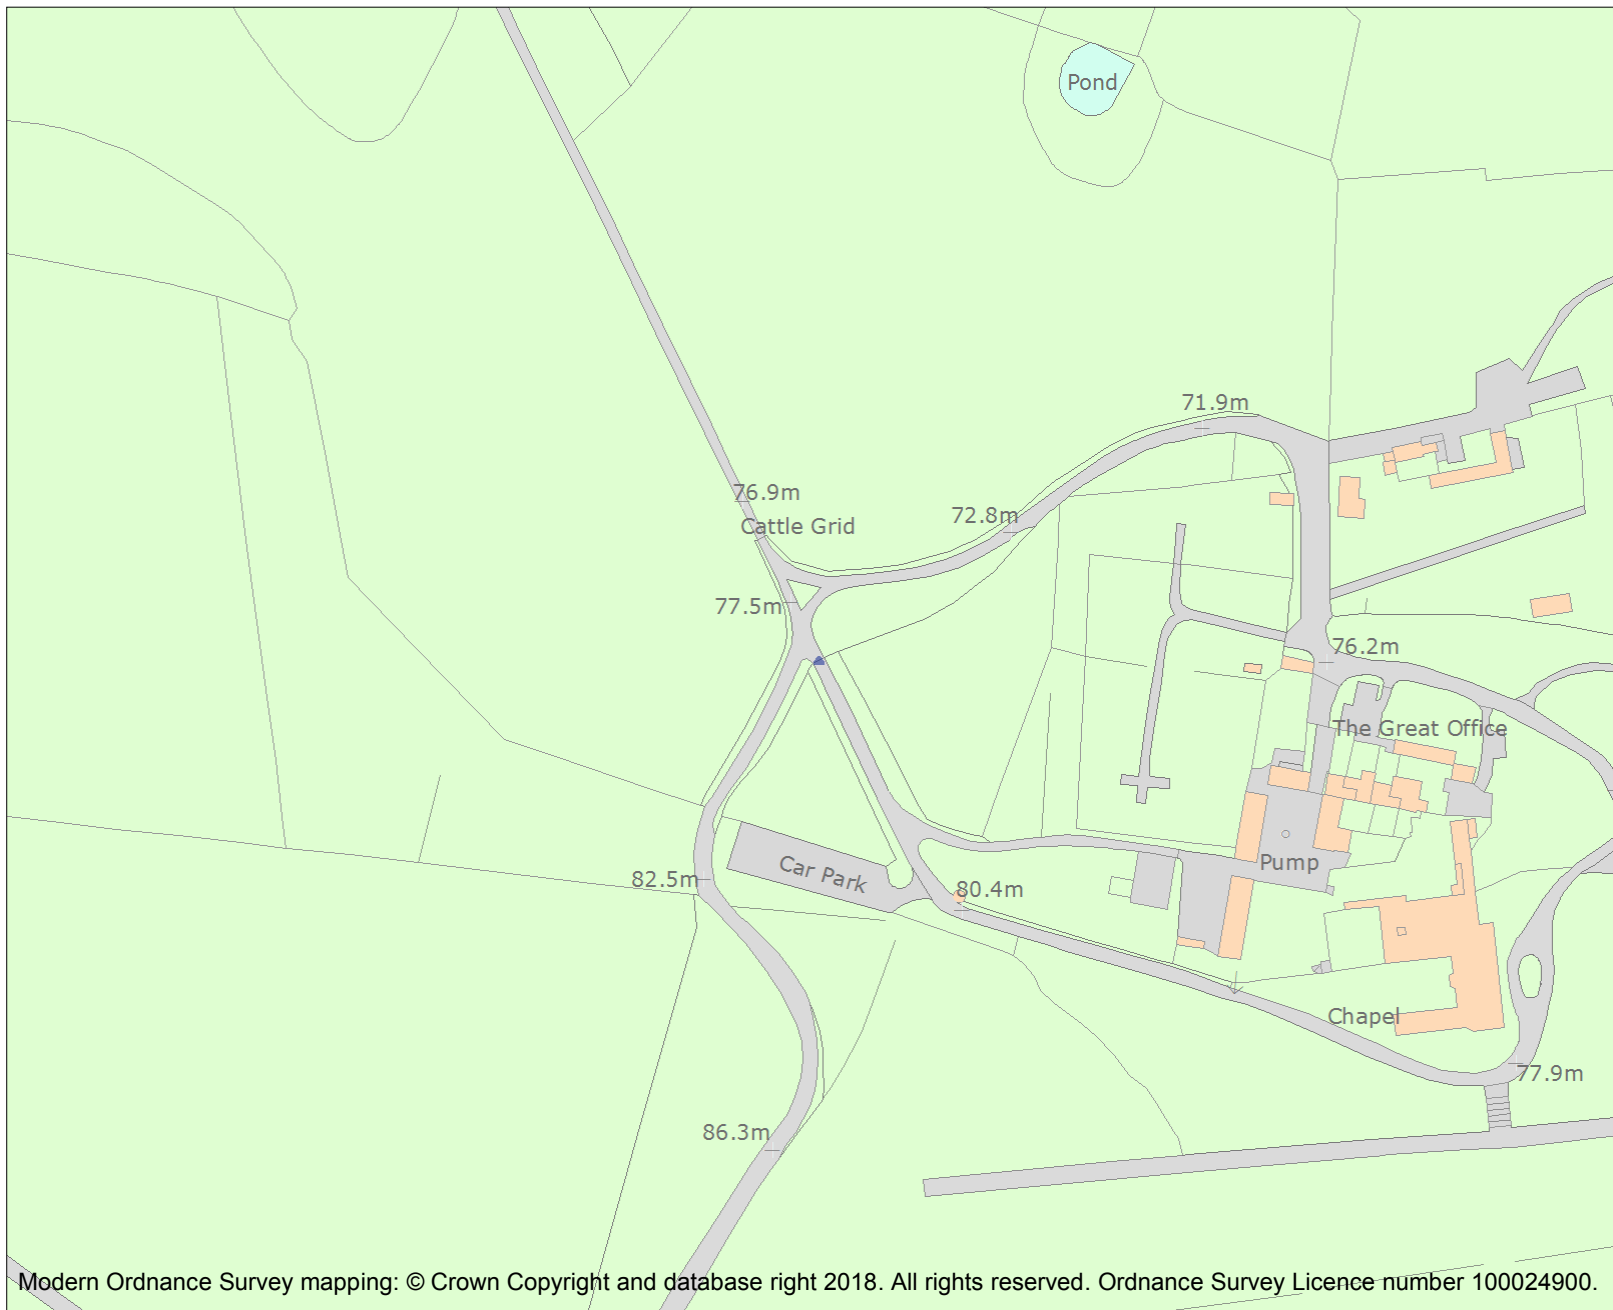 Pond
71.9m
76.9m
Cattle Grid
72.8m
77.5m
76.2m
The Great Office
Car Park
Pump
82.5m
80.4m
Chapel
77.9m
86.3m
Modern Ordnance Survey mapping: © Crown Copyright and database right 2018. All rights reserved. Ordnance Survey Licence number 100024900.